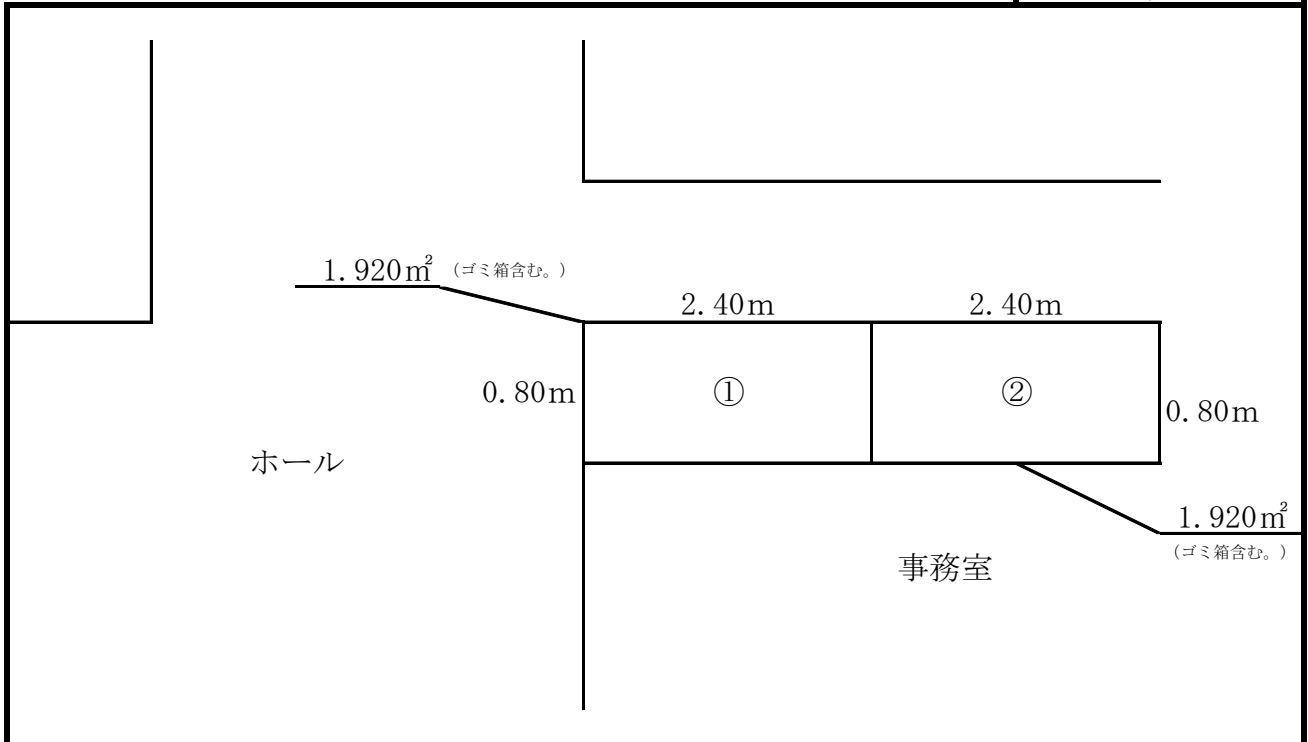 1.920㎡ (ゴミ箱含む。)
2.40m 2.40m
0.80m ① ② 0.80m
ホール
1.920㎡
(ゴミ箱含む。)
事務室